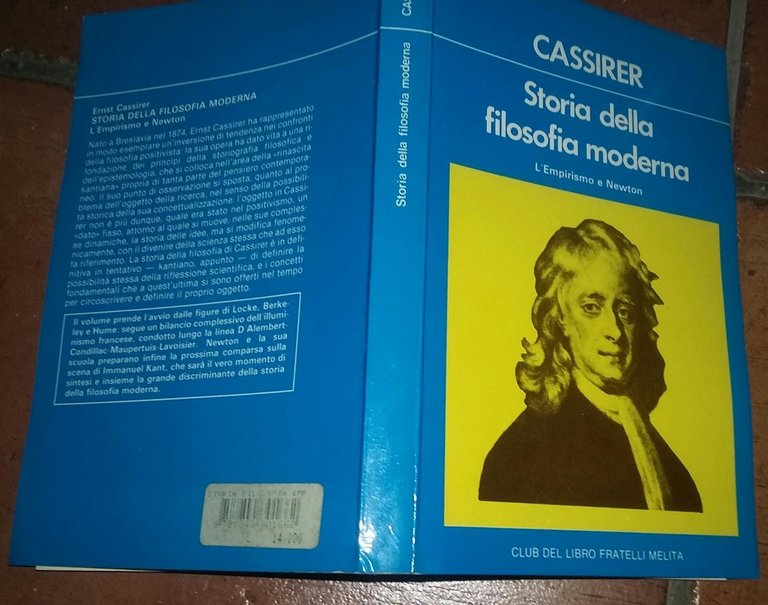 Ernst Cassirer
STORIA DELLA FILOSOFIA MODERNA
L'Empirismo e Newton
Nato a Breslavia nel 1874, Ernst Cassirer ha rappresentato
in modo esemplare un'inversione di tendenza nei confronti
della filosofia positivista: la sua opera ha dato vita a una ri-
fondazione dei principi della storiografia filosofica e
dell'epistemologia, che si colloca nell'area della «rinascita
kantiana» propria di tanta parte del pensiero contempora-
neo. Il suo punto di osservazione si sposta, quanto al pro-
blema dell'oggetto della ricerca, nel senso della possibili-
tà storica della sua concettualizzazione: l'oggetto in Cassi-
rer non è più dunque, quale era stato nel positivismo, un
«dato» fisso, attorno al quale si muove, nelle sue comples-
se dinamiche, la storia delle idee, ma si modifica fenome-
nicamente, con il divenire della scienza stessa che ad esso
fa riferimento. La storia della filosofia di Cassirer è in defi-
nitiva in tentativo — kantiano, appunto — di definire la
possibilità stessa della riflessione scientifica, e i concetti
fondamentali che a quest'ultima si sono offerti nel tempo
per circoscrivere e definire il proprio oggetto.
Il volume prende l'avvio dalle figure di Locke, Berke-
ley e Hume: segue un bilancio complessivo dell'illumi-
nismo francese, condotto lungo la linea D'Alembert-
Condillac-Maupertuis-Lavoisier. Newton e la sua
scuola preparano infine la prossima comparsa sulla
scena di Immanuel Kant, che sarà il vero momento di
sintesi e insieme la grande discriminante della storia
della filosofia moderna.
14.000
CAS
Storia della filosofia moderna
CASSIRER
Storia della
filosofia moderna
L'Empirismo e Newton
CLUB DEL LIBRO FRATELLI MELITA